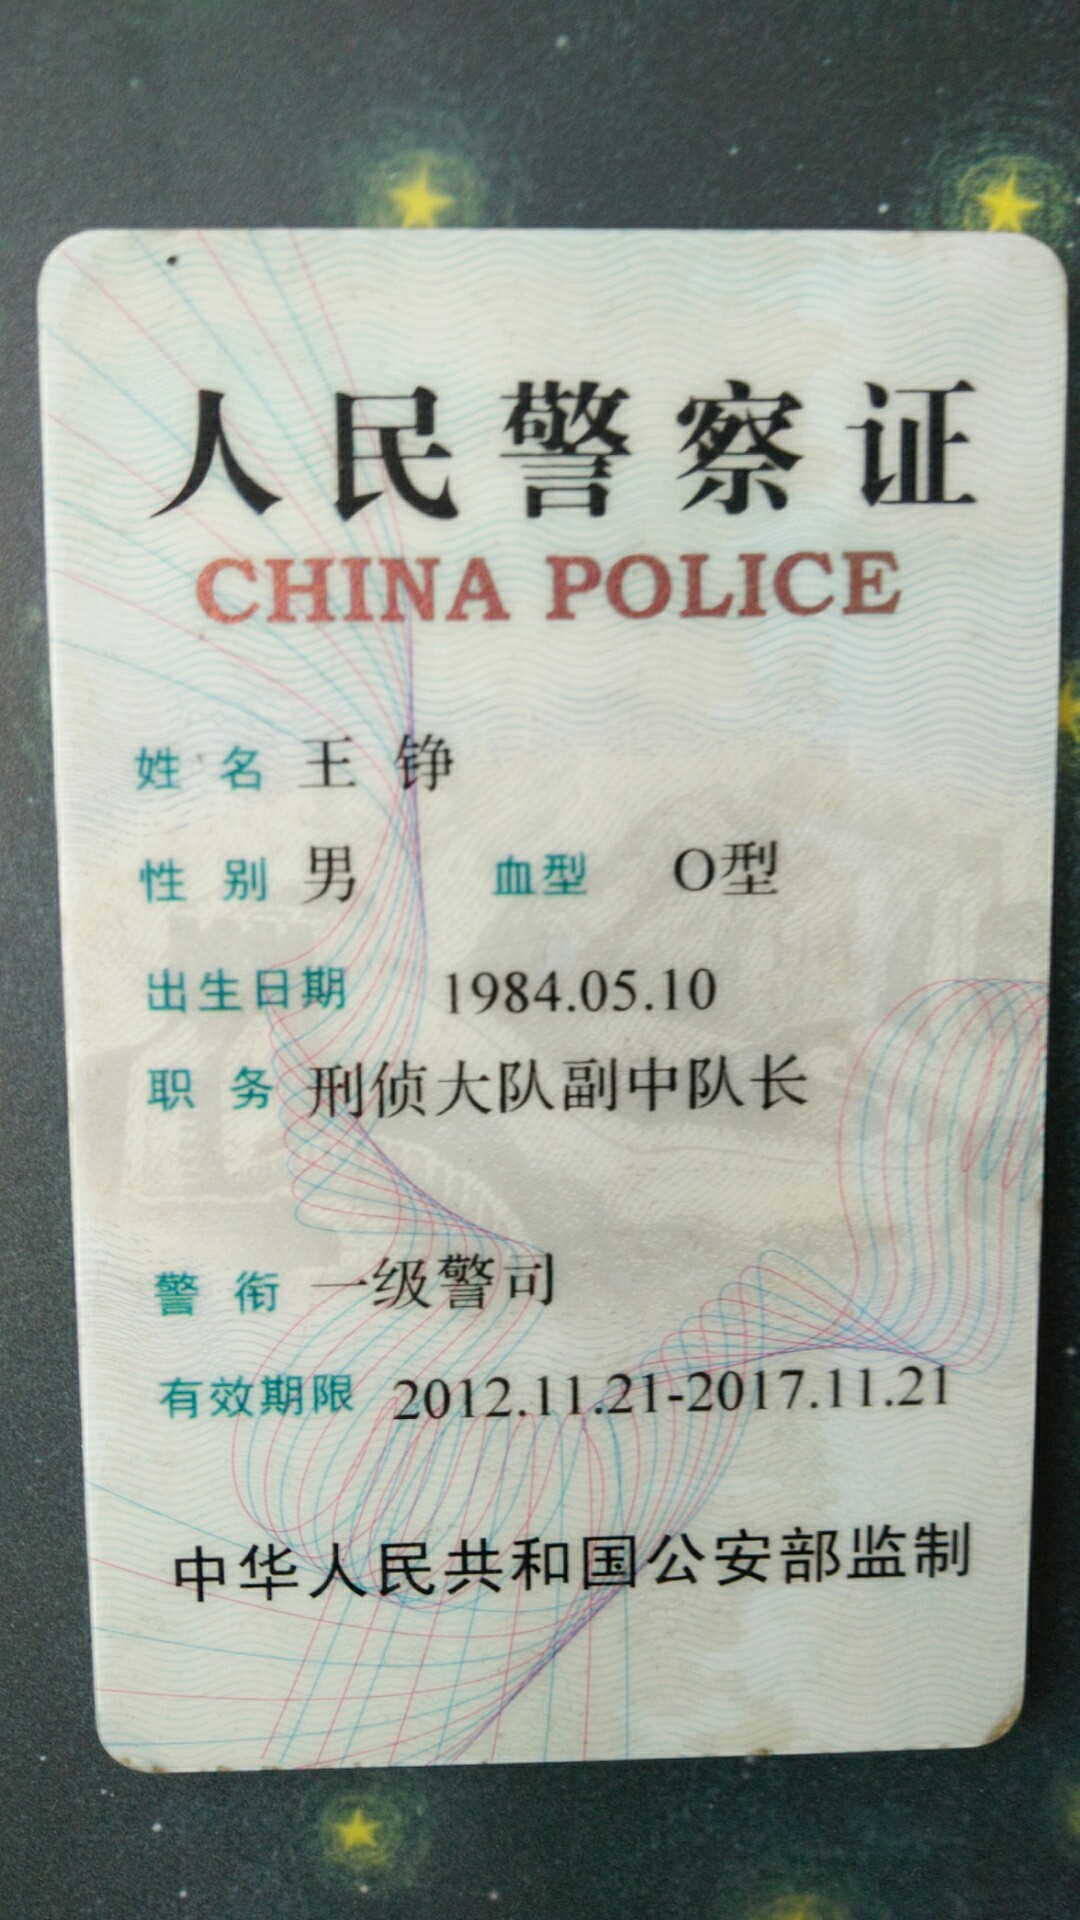 人民警察证
CHINA POLICE
姓 名 王 铮
性 别 男 血型 O型
出生日期 1984.05.10
职 务 刑侦大队副中队长
警 衔 一级警司
有效期限 2012.11.21-2017.11.21
中华人民共和国公安部监制